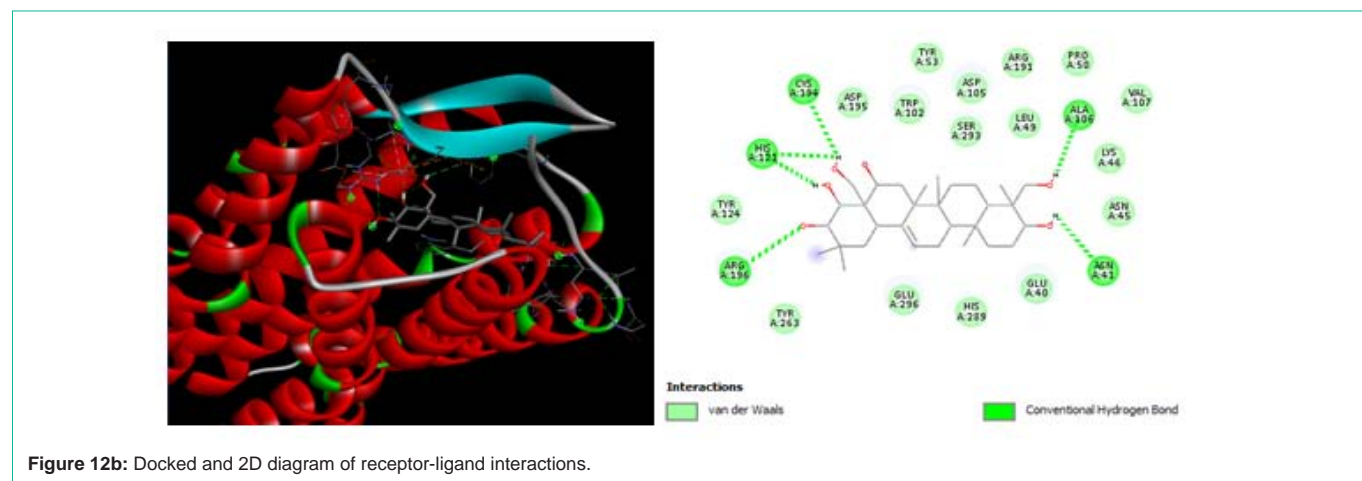 TYR
A:53
ARG
A:191
PRO
A:50
CYS
A:194
ASP
A:195
TRP
A:102
ASP
A:105
VAL
A:107
SER
A:293
LEU
A:49
ALA
A:106
HIS
A:121
LYS
A:46
H
O
O
H
O
H
O
TYR
A:124
ASN
A:45
O
H
O
ARG
A:196
ASN
A:41
GLU
A:296
HIS
A:289
GLU
A:40
TYR
A:263
Interactions
van der Waals
Conventional Hydrogen Bond
Figure 12b: Docked and 2D diagram of receptor-ligand interactions.